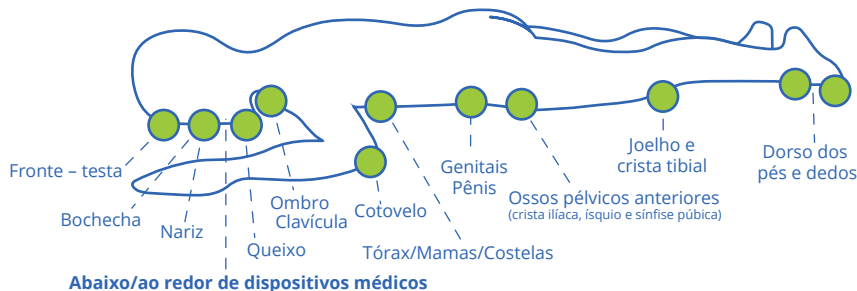 Fronte – testa
Bochecha
Nariz
Ombro
Clavícula
Queixo
Cotovelo
Tórax/Mamas/Costelas
Genitais
Pênis
Ossos pélvicos anteriores
(crista ilíaca, ísquio e sínfise púbica)
Joelho e
crista tibial
Dorso dos
pés e dedos
Abaixo/ao redor de dispositivos médicos